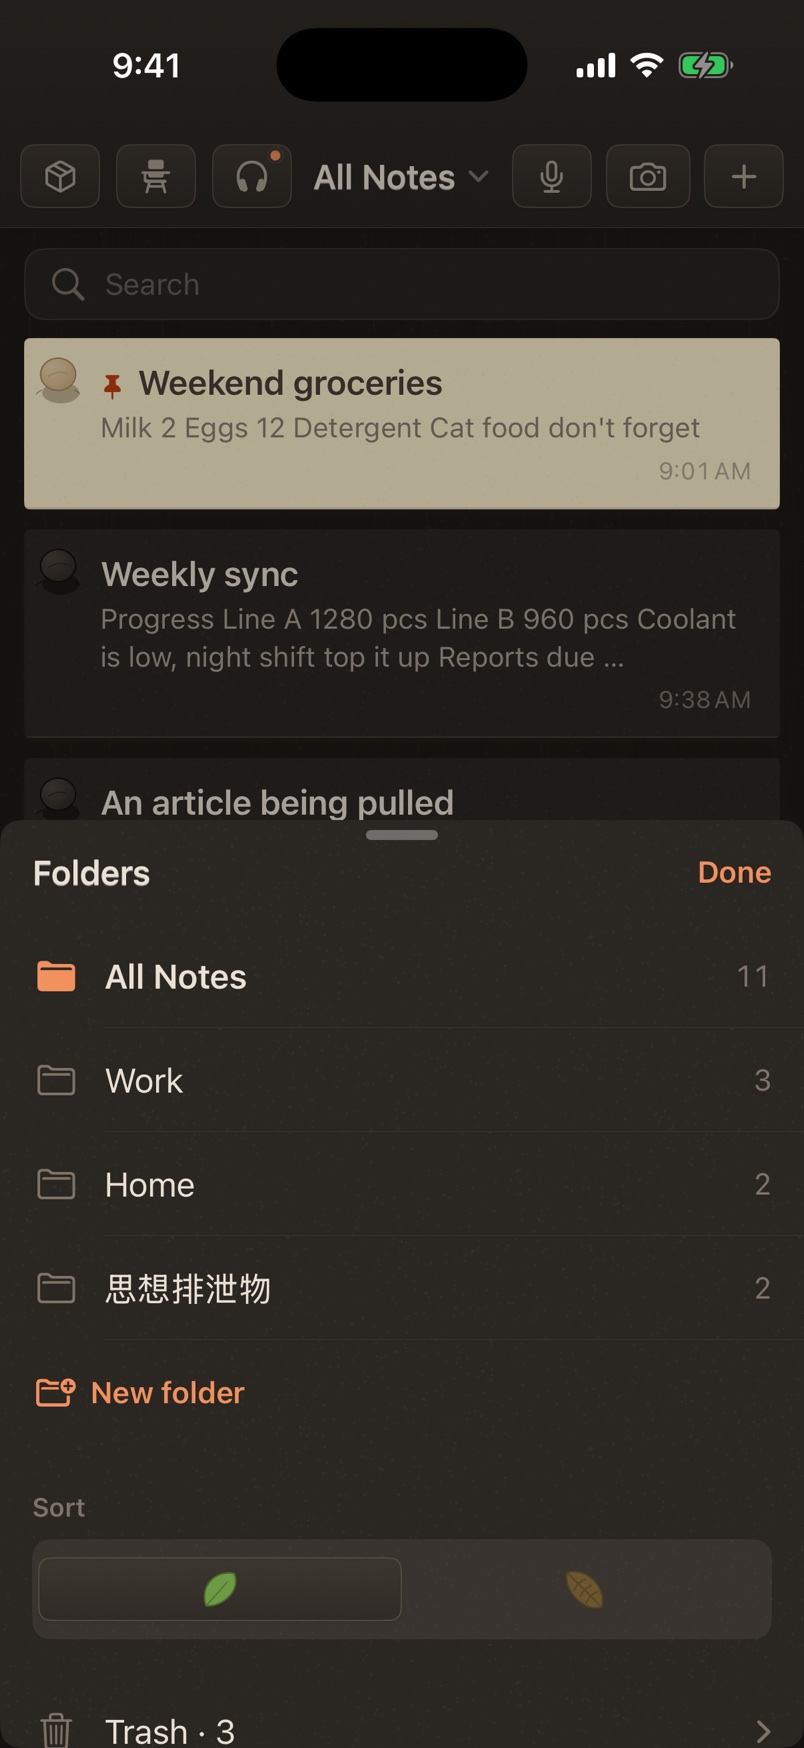 9:41
All Notes
Search
Weekend groceries
Milk 2 Eggs 12 Detergent Cat food don't forget
9:01 AM
Weekly sync
Progress Line A 1280 pcs Line B 960 pcs Coolant
is low, night shift top it up Reports due ...
9:38 AM
An article being pulled
Folders
Done
All Notes
11
Work
3
Home
2
思想排泄物
2
New folder
Sort
Trash · 3